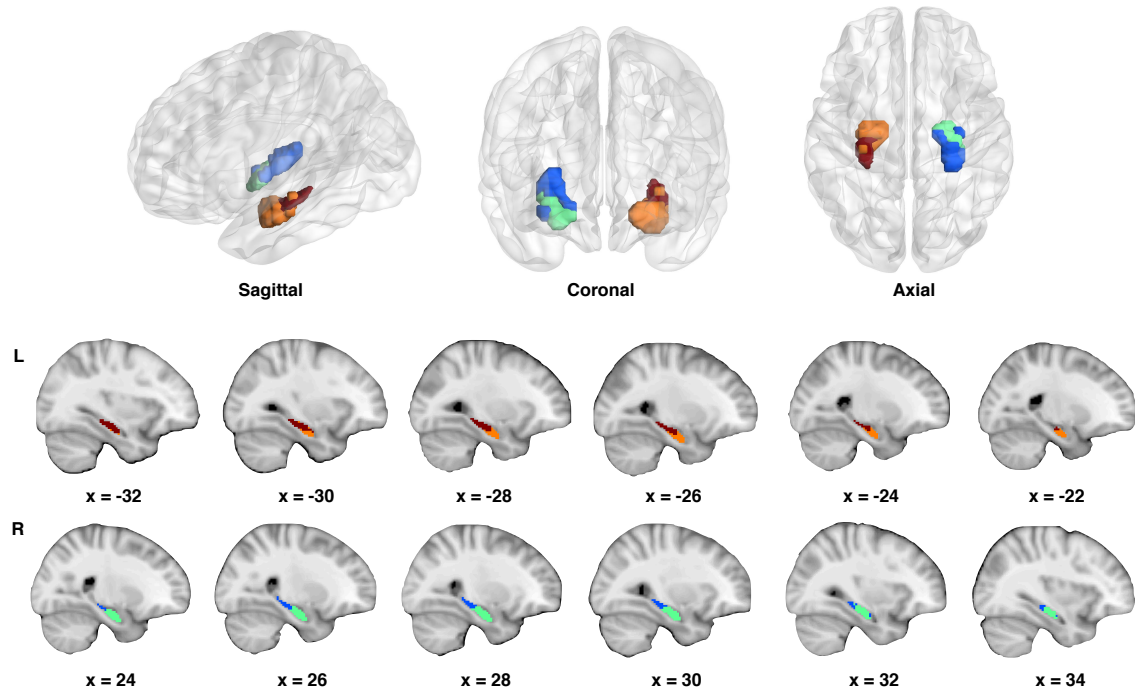 Sagittal Coronal Axial
L
x = -32 x = -30 x = -28 x = -26 x = -24 x = -22
R
x = 24 x = 26 x = 28 x = 30 x = 32 x = 34